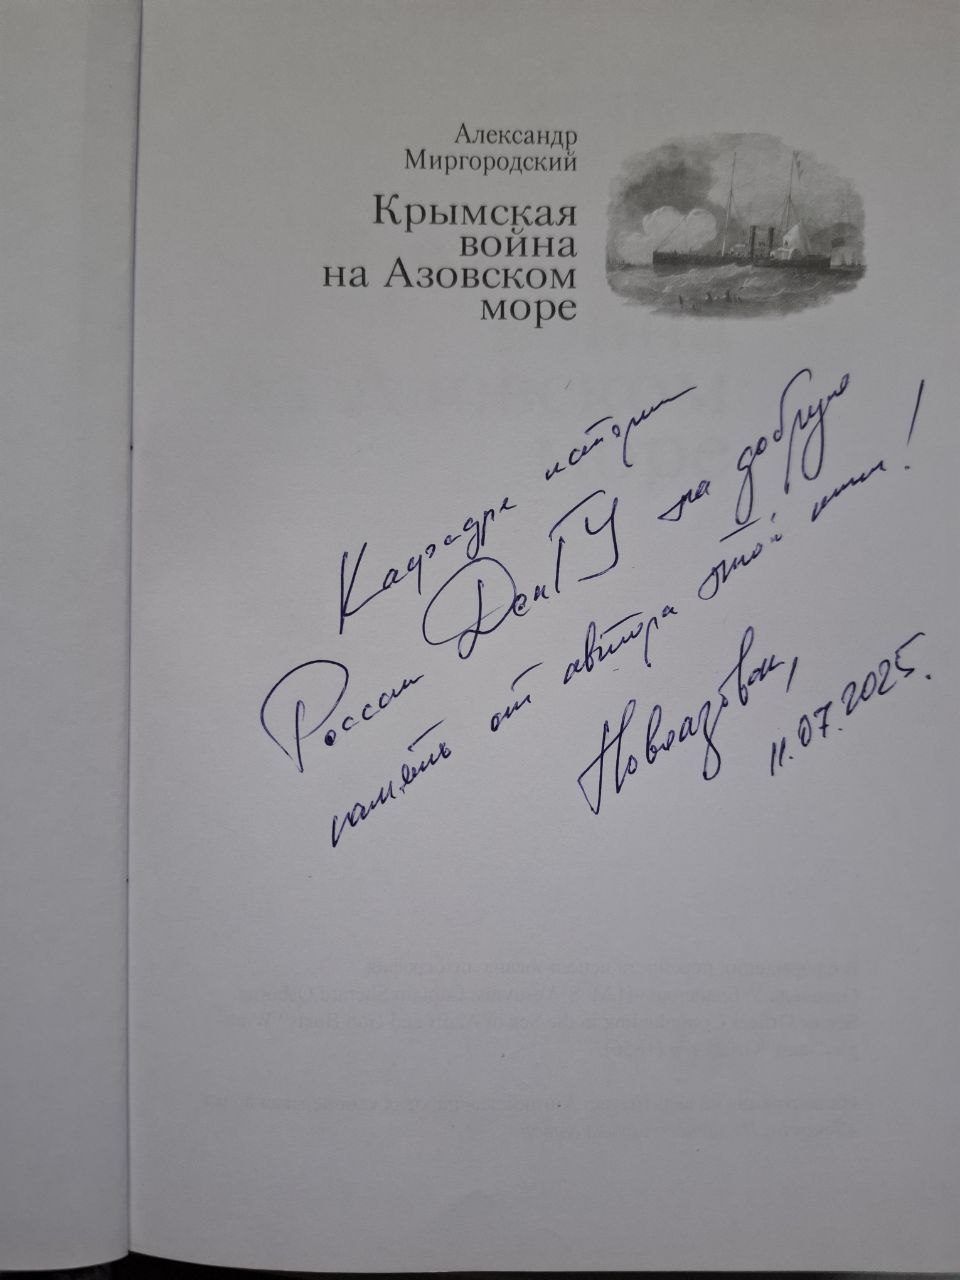 Александр
Миргородский
Крымская
война
на Азовском
море
Кафедре истории
России ДонГУ на добрую
память от автора этой книги!
Новоазовск,
11.07.2025.